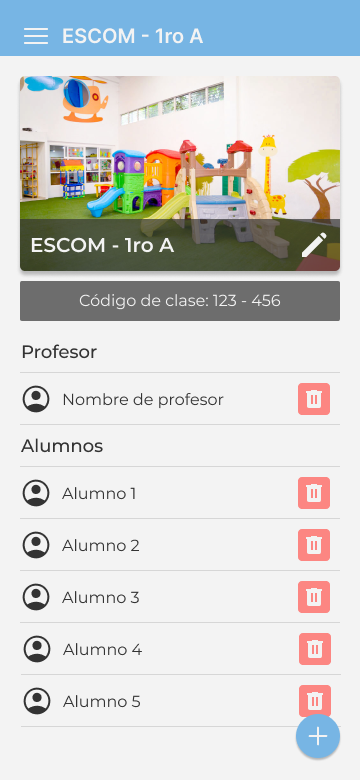 ESCOM - 1ro A
ESCOM - 1ro A
Código de clase: 123 - 456
Profesor
Nombre de profesor
Alumnos
Alumno 1
Alumno 2
Alumno 3
Alumno 4
Alumno 5